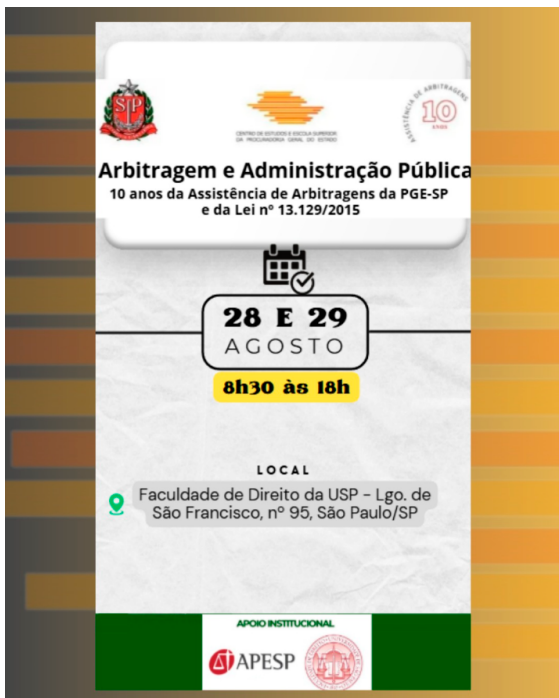 SP
CENTRO DE ESTUDOS E ESCOLA SUPERIOR
DA PROCURADORIA GERAL DO ESTADO
ASSISTÊNCIA DE ARBITRAGENS
10
ANOS
Arbitragem e Administração Pública
10 anos da Assistência de Arbitragens da PGE-SP
e da Lei nº 13.129/2015
28 E 29
AGOSTO
8h30 às 18h
LOCAL
Faculdade de Direito da USP - Lgo. de
São Francisco, nº 95, São Paulo/SP
APOIO INSTITUCIONAL
APESP